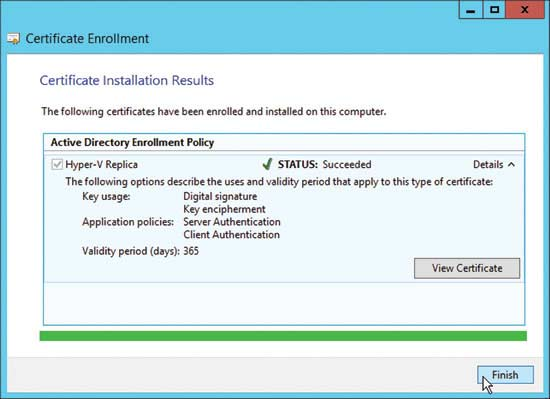 Certificate Enrollment
Certificate Installation Results
The following certificates have been enrolled and installed on this computer.
Active Directory Enrollment Policy
Hyper-V Replica STATUS: Succeeded Details
The following options describe the uses and validity period that apply to this type of certificate:
Key usage: Digital signature
Key encipherment
Application policies: Server Authentication
Client Authentication
Validity period (days): 365
View Certificate
Finish